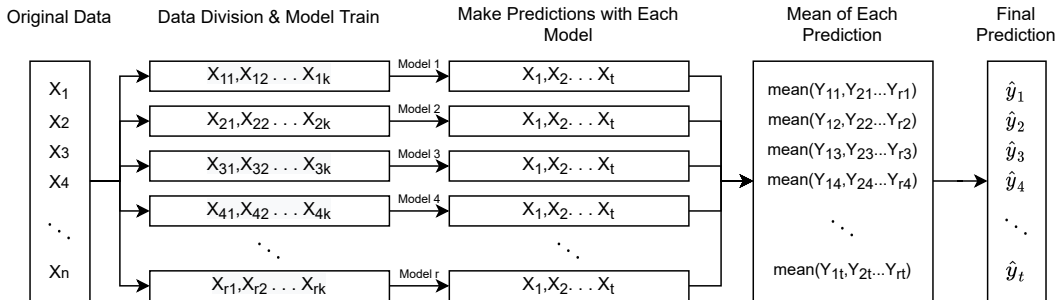 Original Data
Data Division & Model Train
Make Predictions with Each
Model
Mean of Each
Prediction
Final
Prediction
X1
X2
X3
X4
⋱
Xn
X11,X12 . . . X1k
X21,X22 . . . X2k
X31,X32 . . . X3k
X41,X42 . . . X4k
⋱
Xr1,Xr2 . . . Xrk
Model 1
Model 2
Model 3
Model 4
Model r
X1,X2. . . Xt
X1,X2. . . Xt
X1,X2. . . Xt
X1,X2. . . Xt
⋱
X1,X2. . . Xt
mean(Y11,Y21...Yr1)
mean(Y12,Y22...Yr2)
mean(Y13,Y23...Yr3)
mean(Y14,Y24...Yr4)
⋱
mean(Y1t,Y2t...Yrt)
ŷ1
ŷ2
ŷ3
ŷ4
⋱
ŷt